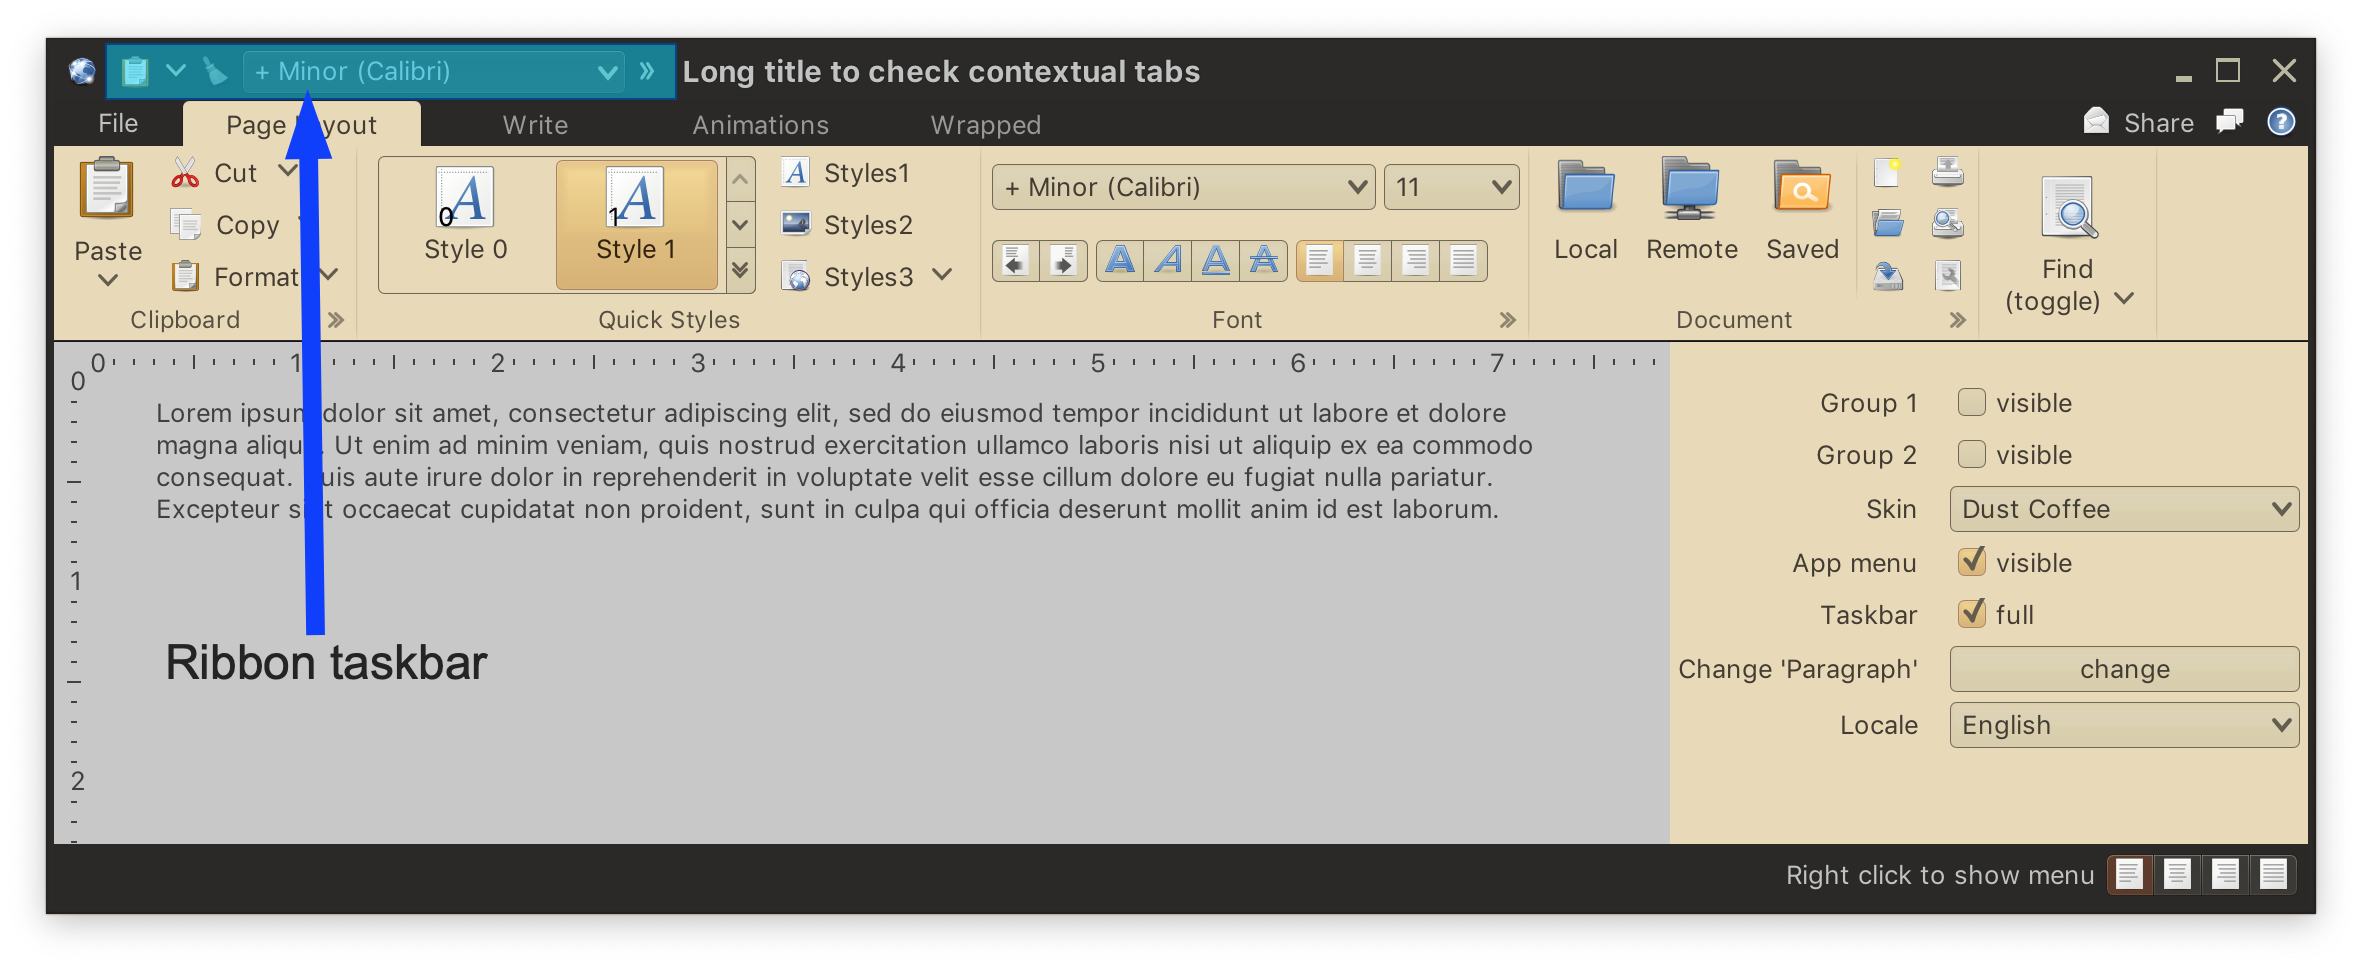 + Minor (Calibri)
Long title to check contextual tabs
File
Page yout
Write
Animations
Wrapped
Share
Paste
Cut
Copy
Format
Clipboard
0
Style 0
1
Style 1
Styles1
Styles2
Styles3
Quick Styles
+ Minor (Calibri)
11
Font
Local
Remote
Saved
Document
Find
(toggle)
0 1 2 3 4 5 6 7
0
1
2
Lorem ipsum dolor sit amet, consectetur adipiscing elit, sed do eiusmod tempor incididunt ut labore et dolore
magna aliqu . Ut enim ad minim veniam, quis nostrud exercitation ullamco laboris nisi ut aliquip ex ea commodo
consequat. uis aute irure dolor in reprehenderit in voluptate velit esse cillum dolore eu fugiat nulla pariatur.
Excepteur s t occaecat cupidatat non proident, sunt in culpa qui officia deserunt mollit anim id est laborum.
Ribbon taskbar
Group 1 visible
Group 2 visible
Skin Dust Coffee
App menu visible
Taskbar full
Change 'Paragraph' change
Locale English
Right click to show menu